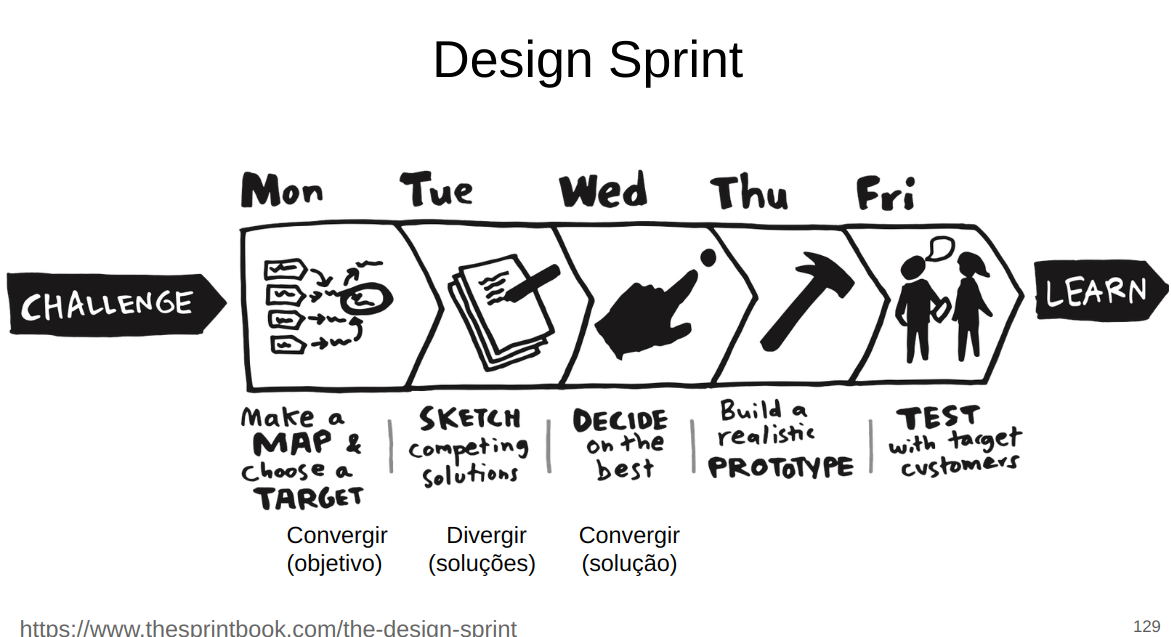 Design Sprint
Mon Tue Wed Thu Fri
CHALLENGE
LEARN
Make a
MAP &
choose a
TARGET
SKETCH
competing
solutions
DECIDE
on the
best
Build a
realistic
PROTOTYPE
TEST
with target
customers
Convergir
(objetivo)
Divergir
(soluções)
Convergir
(solução)
https://www.thesprintbook.com/the-design-sprint
129